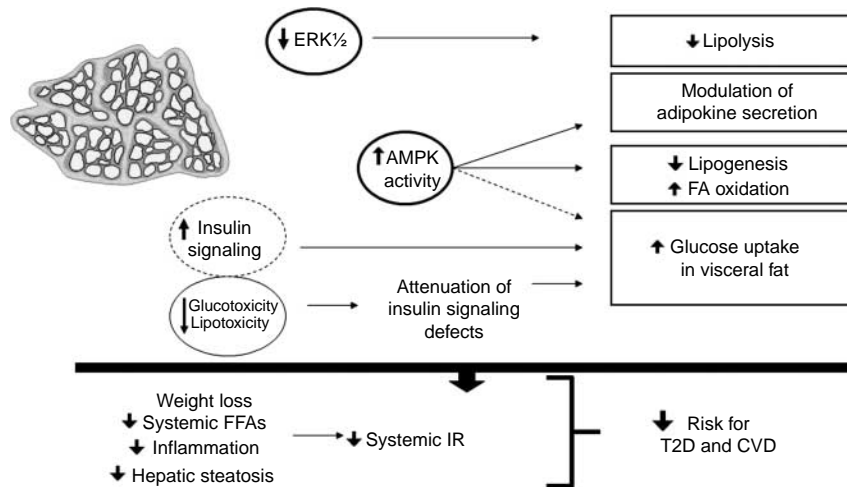 ERK½
Lipolysis
Modulation of
adipokine secretion
AMPK
activity
Lipogenesis
FA oxidation
Insulin
signaling
Glucose uptake
in visceral fat
Glucotoxicity
Lipotoxicity
Attenuation of
insulin signaling
defects
Weight loss
Systemic FFAs
Inflammation
Hepatic steatosis
Systemic IR
Risk for
T2D and CVD